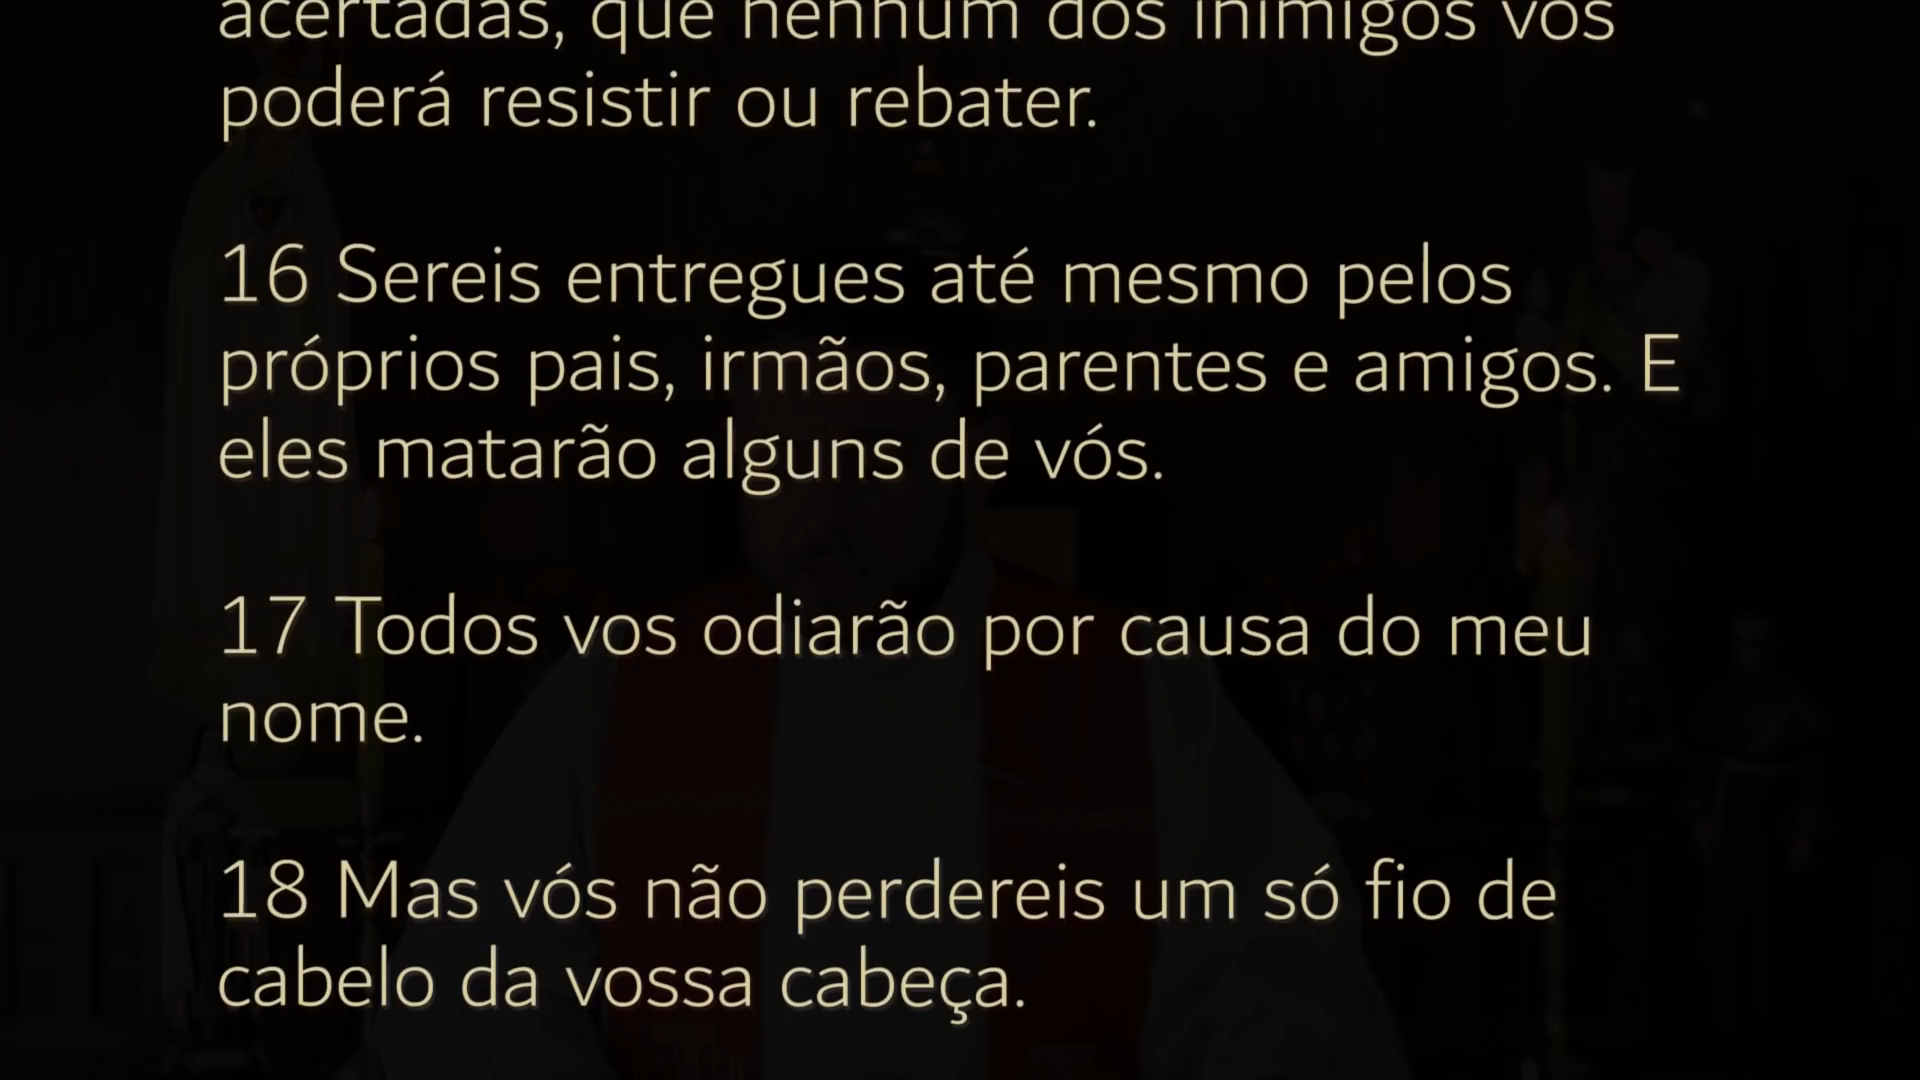 acertadas, que nenhum dos inimigos vos
poderá resistir ou rebater.
16 Sereis entregues até mesmo pelos
próprios pais, irmãos, parentes e amigos. E
eles matarão alguns de vós.
17 Todos vos odiarão por causa do meu
nome.
18 Mas vós não perdereis um só fio de
cabelo da vossa cabeça.